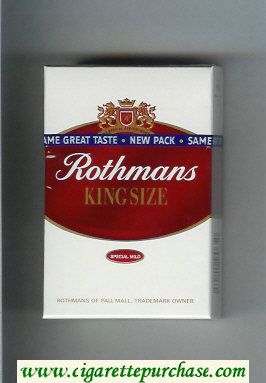 AME GREAT TASTE • NEW PACK • SAME
Rothmans
KING SIZE
SPECIAL MILD
ROTHMANS OF PALL MALL. TRADEMARK OWNER.
www.cigarettepurchase.com